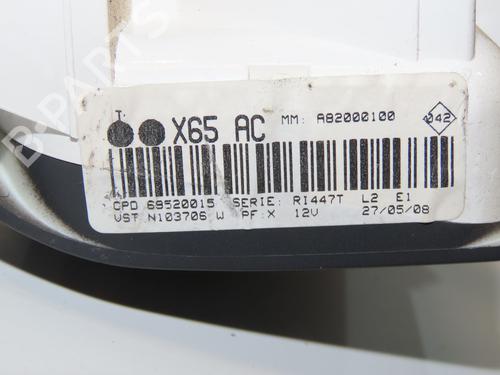 T
X65 AC MM: A82000100 042
CPD 69520015 SERIE: RI447T L2 E1
VST N103706 W PF:X 12V 27/05/08
B-PARTS